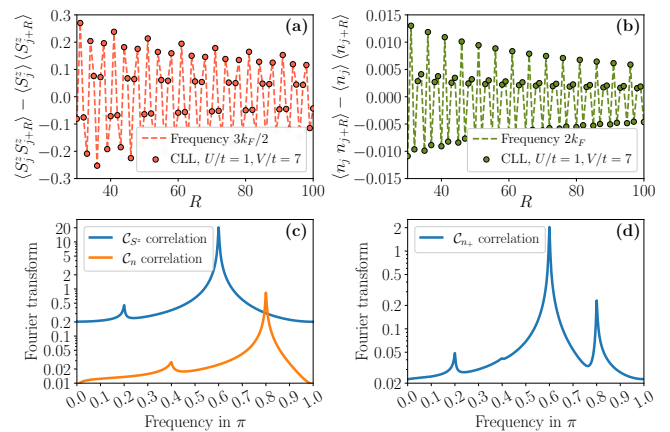 (a)
0.3
0.2
0.1
0.0
−0.1
−0.2
−0.3
⟨S^z_j S^z_{j+R}⟩ − ⟨S^z_j⟩ ⟨S^z_{j+R}⟩
Frequency 3k_F/2
CLL, U/t = 1, V/t = 7
40 60 80 100
R
(b)
0.015
0.010
0.005
0.000
−0.005
−0.010
−0.015
⟨n_j n_{j+R}⟩ − ⟨n_j⟩ ⟨n_{j+R}⟩
Frequency 2k_F
CLL, U/t = 1, V/t = 7
40 60 80 100
R
(c)
20
10
5
2
1
0.5
0.2
0.1
0.05
0.02
0.01
Fourier transform
C_{S^z} correlation
C_n correlation
0.0 0.1 0.2 0.3 0.4 0.5 0.6 0.7 0.8 0.9 1.0
Frequency in π
(d)
2
1
0.5
0.2
0.1
0.05
0.02
Fourier transform
C_{n_+} correlation
0.0 0.1 0.2 0.3 0.4 0.5 0.6 0.7 0.8 0.9 1.0
Frequency in π